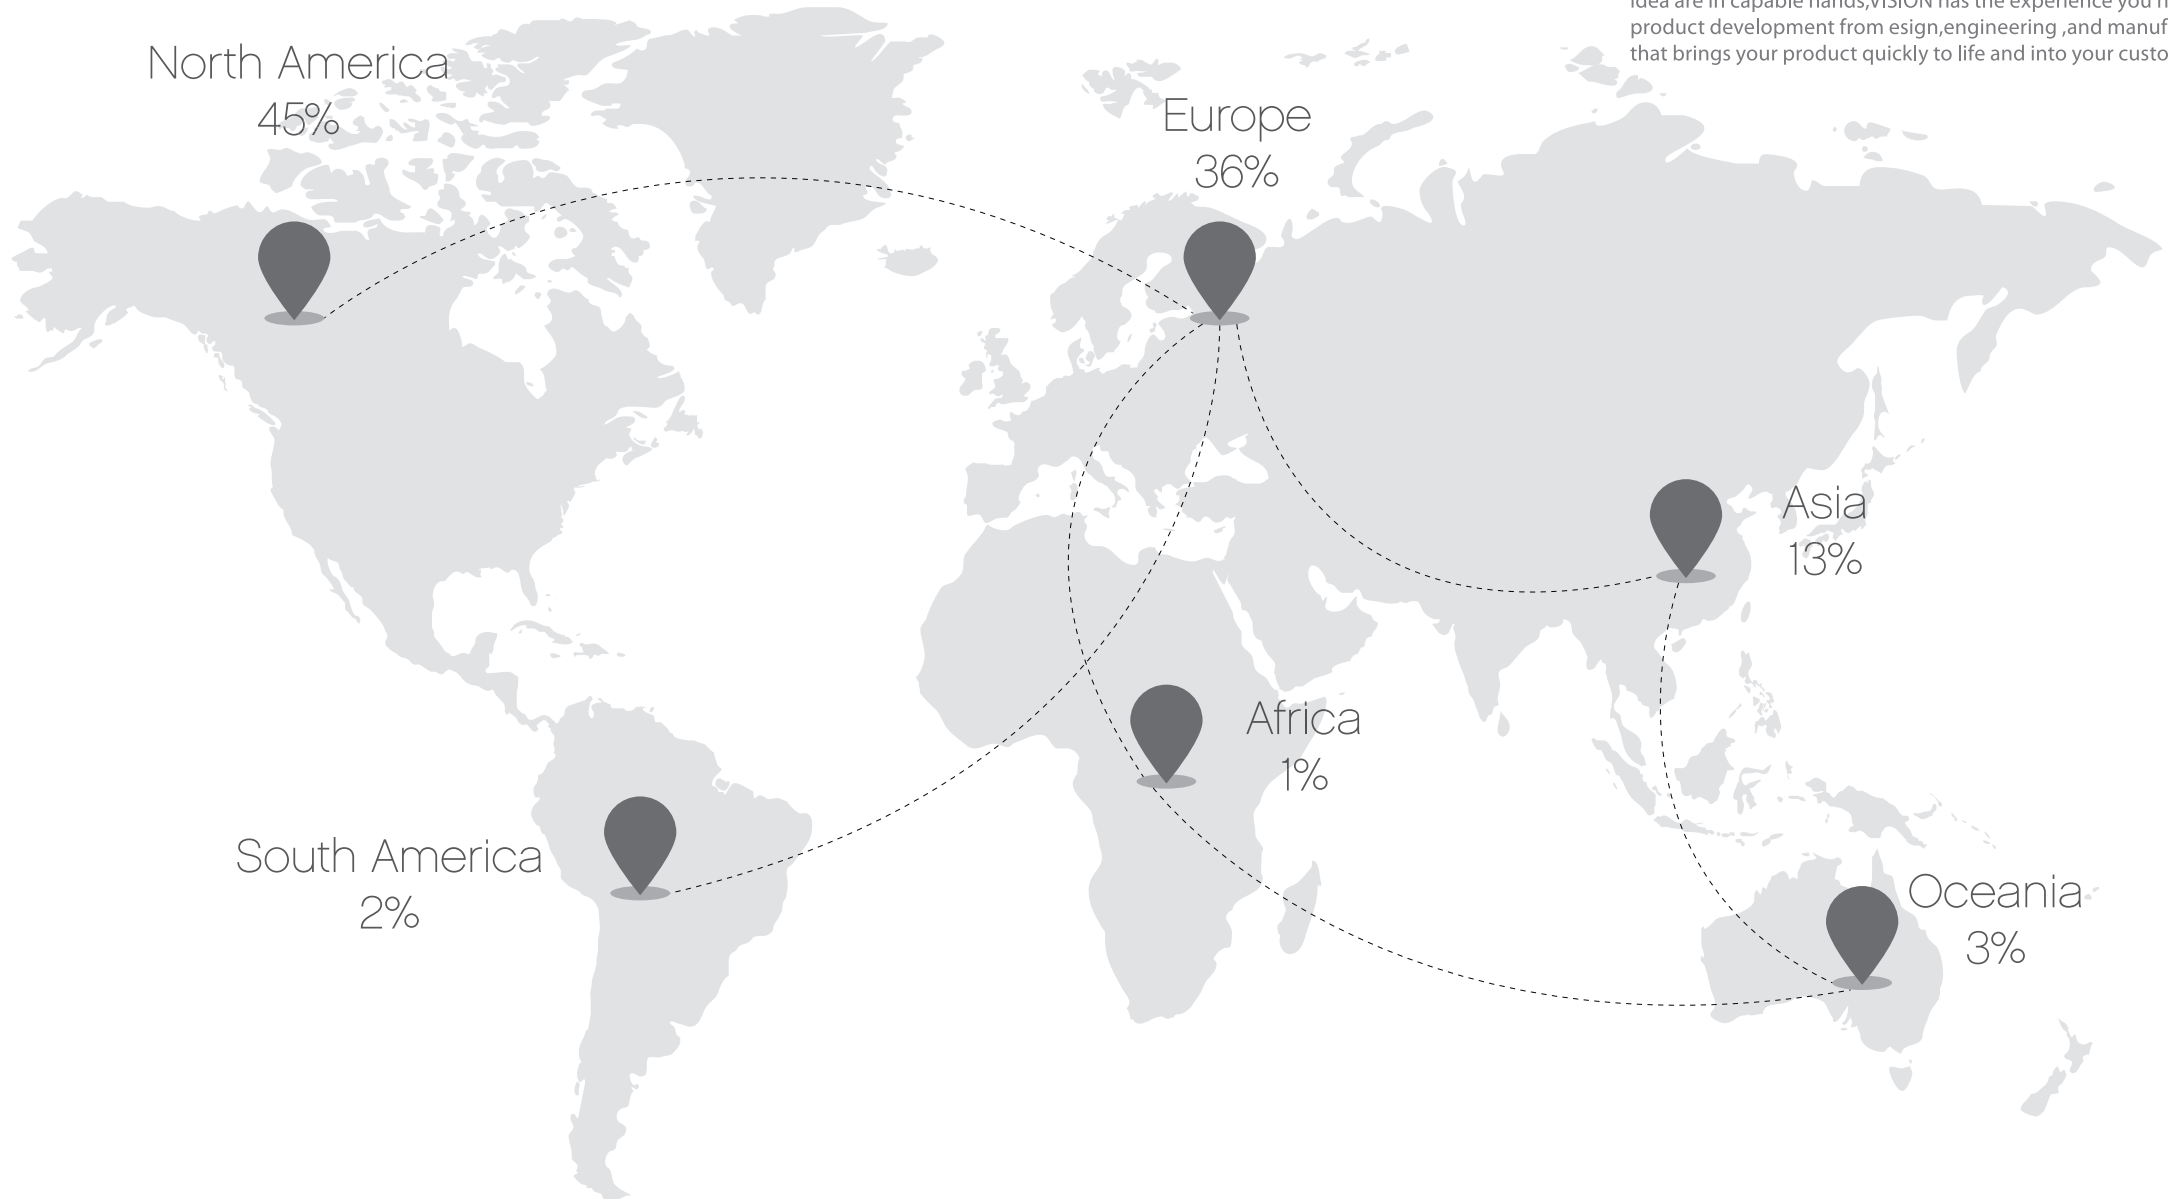 idea are in capable hands,VISION has the experience you
product development from esign,engineering ,and manuf
that brings your product quickly to life and into your custo
North America
45%
Europe
36%
Asia
13%
Africa
1%
South America
2%
Oceania
3%